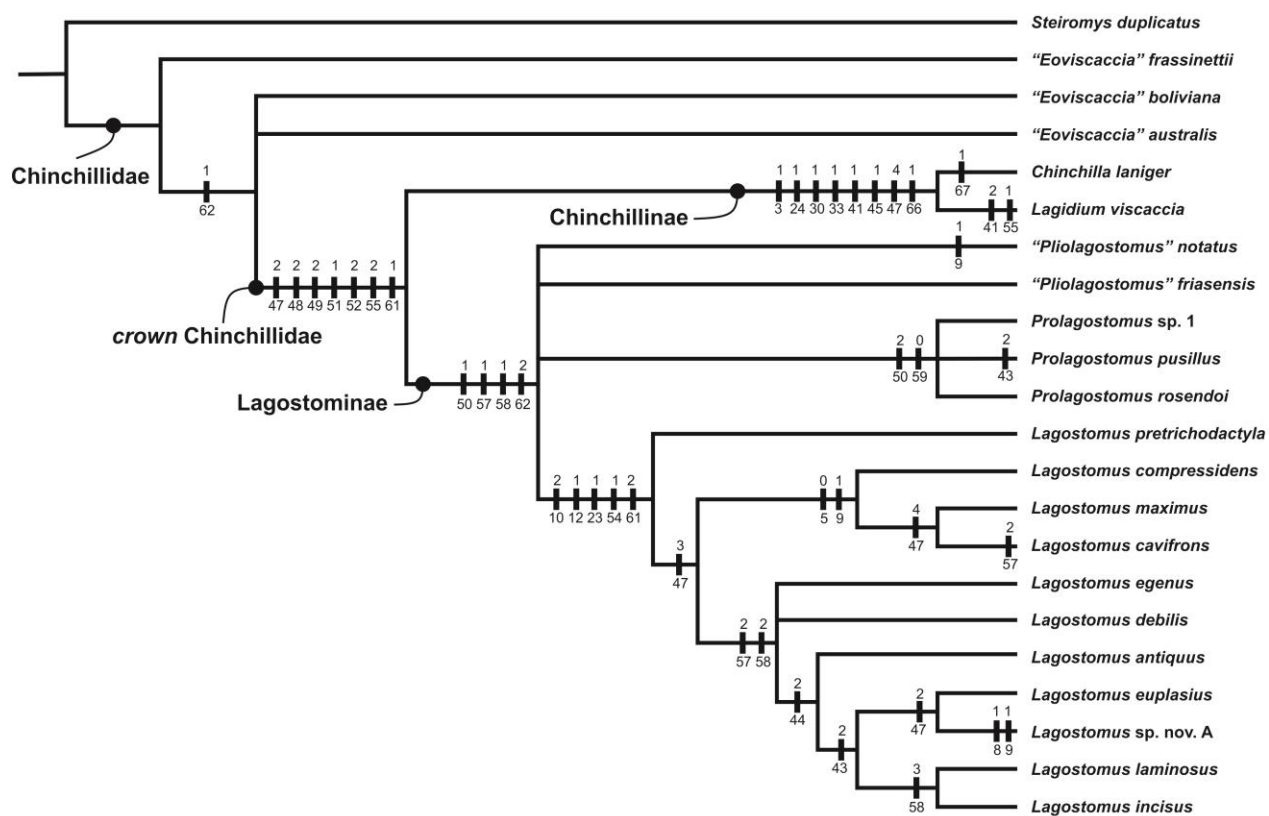 Steiromys duplicatus
“Eoviscaccia” frassinettii
“Eoviscaccia” boliviana
“Eoviscaccia” australis
Chinchillidae
1
62
Chinchilla laniger
1
67
Chinchillinae
1 1 1 1 1 1 4 1
3 24 30 33 41 45 47 66
Lagidium viscaccia
2 1
41 55
“Pliolagostomus” notatus
1
9
“Pliolagostomus” friasensis
2 2 2 1 2 2 1
47 48 49 51 52 55 61
crown Chinchillidae
Prolagostomus sp. 1
2 0
50 59
Prolagostomus pusillus
2
43
Prolagostomus rosendoi
1 1 1 2
50 57 58 62
Lagostominae
Lagostomus pretrichodactyla
2 1 1 1 2
10 12 23 54 61
Lagostomus compressidens
0 1
5 9
Lagostomus maximus
4
47
Lagostomus cavifrons
2
57
3
47
Lagostomus egenus
Lagostomus debilis
2 2
57 58
Lagostomus antiquus
2
44
Lagostomus euplasius
2
47
Lagostomus sp. nov. A
1 1
8 9
2
43
Lagostomus laminosus
3
58
Lagostomus incisus